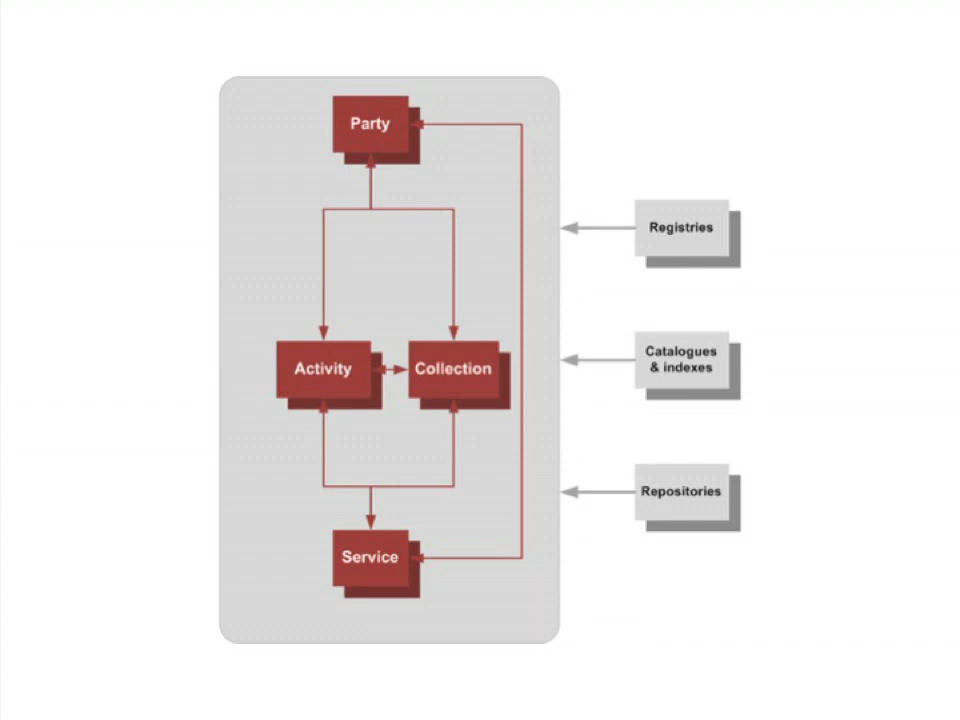 Party
Registries
Catalogues
& indexes
Activity
Collection
Repositories
Service